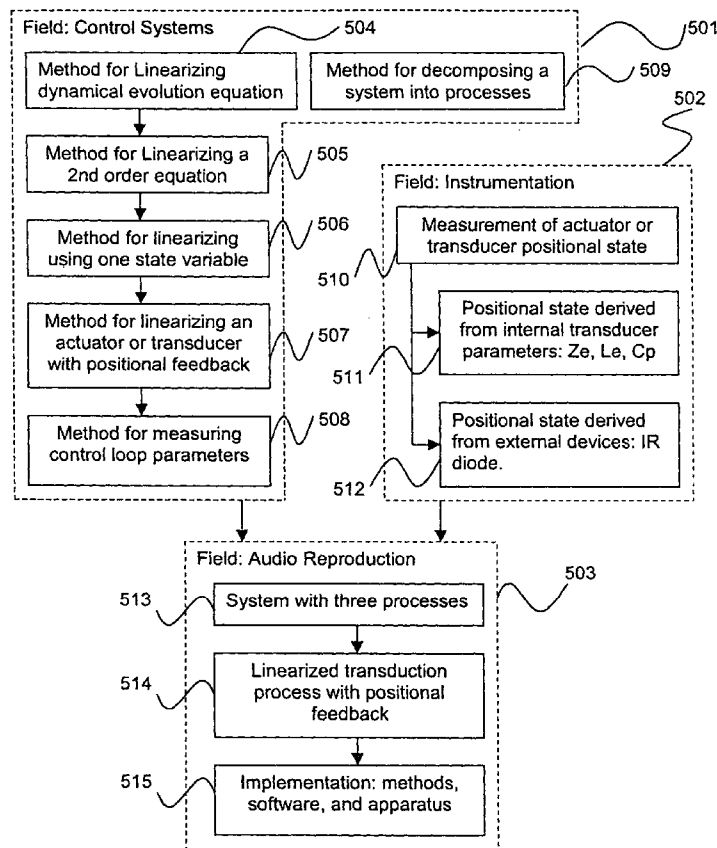 Field: Control Systems
504
501
Method for Linearizing
dynamical evolution equation
Method for decomposing a
system into processes
509
502
Method for Linearizing a
2nd order equation
505
Field: Instrumentation
Method for linearizing
using one state variable
506
Measurement of actuator or
transducer positional state
510
Method for linearizing an
actuator or transducer
with positional feedback
507
Positional state derived
from internal transducer
parameters: Ze, Le, Cp
511
Method for measuring
control loop parameters
508
Positional state derived
from external devices: IR
diode.
512
Field: Audio Reproduction
503
513
System with three processes
514
Linearized transduction
process with positional
feedback
515
Implementation: methods,
software, and apparatus